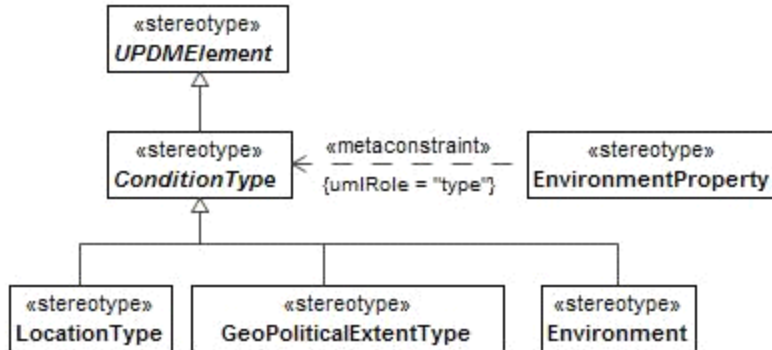 «stereotype»
UPDMElement
«stereotype»
ConditionType
«metaconstraint»
{umlRole = "type"}
«stereotype»
EnvironmentProperty
«stereotype»
LocationType
«stereotype»
GeoPoliticalExtentType
«stereotype»
Environment